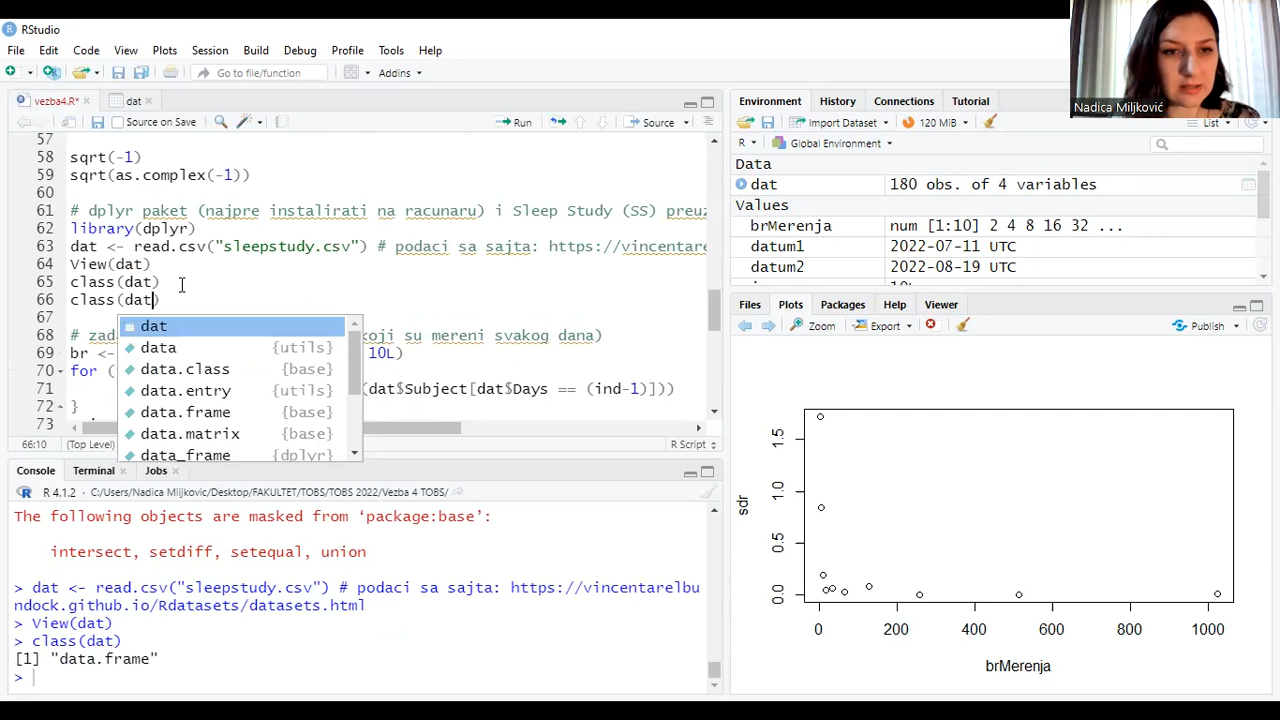 RStudio
File Edit Code View Plots Session Build Debug Profile Tools Help
Go to file/function Addins
Nadica Miljković
vezba4.R* dat
Source on Save Run Source
57
58 sqrt(-1)
59 sqrt(as.complex(-1))
60
61 # dplyr paket (najpre instalirati na racunaru) i Sleep Study (SS) preuz
62 library(dplyr)
63 dat <- read.csv("sleepstudy.csv") # podaci sa sajta: https://vincentarel
64 View(dat)
65 class(dat)
66 class(dat)
67
68 # zad koji su mereni svakog dana)
69 br <- 10L)
70 for (
71 (dat$Subject[dat$Days == (ind-1)]))
72 }
73
dat
data {utils}
data.class {base}
data.entry {utils}
data.frame {base}
data.matrix {base}
data_frame {dplyr}
66:10 (Top Level) R Script
Console Terminal Jobs
R 4.1.2 · C:/Users/Nadica Miljkovic/Desktop/FAKULTET/TOBS/TOBS 2022/Vezba 4 TOBS/
The following objects are masked from ‘package:base’:
intersect, setdiff, setequal, union
> dat <- read.csv("sleepstudy.csv") # podaci sa sajta: https://vincentarelbu
ndock.github.io/Rdatasets/datasets.html
> View(dat)
> class(dat)
[1] "data.frame"
>
Environment History Connections Tutorial
Import Dataset 120 MiB List
R Global Environment
Data
dat 180 obs. of 4 variables
Values
brMerenja num [1:10] 2 4 8 16 32 ...
datum1 2022-07-11 UTC
datum2 2022-08-19 UTC
Files Plots Packages Help Viewer
Zoom Export Publish
sdr
1.5
1.0
0.5
0.0
0 200 400 600 800 1000
brMerenja